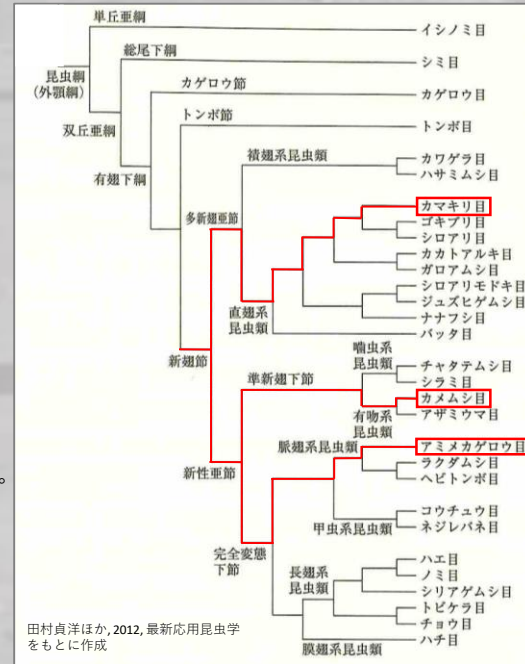 単丘亜綱
イシノミ目
総尾下綱
シミ目
昆虫綱
(外顎綱)
カゲロウ節
カゲロウ目
双丘亜綱
トンボ節
トンボ目
有翅下綱
襀翅系昆虫類
カワゲラ目
ハサミムシ目
多新翅亜節
カマキリ目
ゴキブリ目
シロアリ目
カカトアルキ目
ガロアムシ目
シロアリモドキ目
ジュズヒゲムシ目
ナナフシ目
直翅系
昆虫類
バッタ目
新翅節
準新翅下節
噛虫系
昆虫類
チャタテムシ目
シラミ目
カメムシ目
アザミウマ目
有吻系
昆虫類
新性亜節
脈翅系昆虫類
アミメカゲロウ目
ラクダムシ目
ヘビトンボ目
。
コウチュウ目
ネジレバネ目
甲虫系昆虫類
完全変態
下節
長翅系
昆虫類
ハエ目
ノミ目
シリアゲムシ目
トビケラ目
チョウ目
ハチ目
膜翅系昆虫類
田村貞洋ほか, 2012, 最新応用昆虫学
をもとに作成